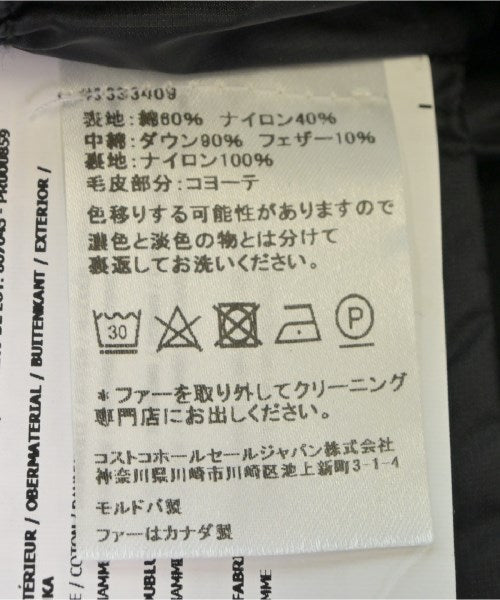 表地:綿60% ナイロン40%
中綿:ダウン90% フェザー10%
裏地:ナイロン100%
毛皮部分:コヨーテ
色移りする可能性がありますので
濃色と淡色の物とは分けて
裏返してお洗いください。
30
P
*ファーを取り外してクリーニング
専門店にお出しください。
コストコホールセールジャパン株式会社
神奈川県川崎市川崎区池上新町3-1-4
モルドバ製
ファーはカナダ製
TÉRIEUR / OBERMATERIAL / BUITENKANT / EXTERIOR /